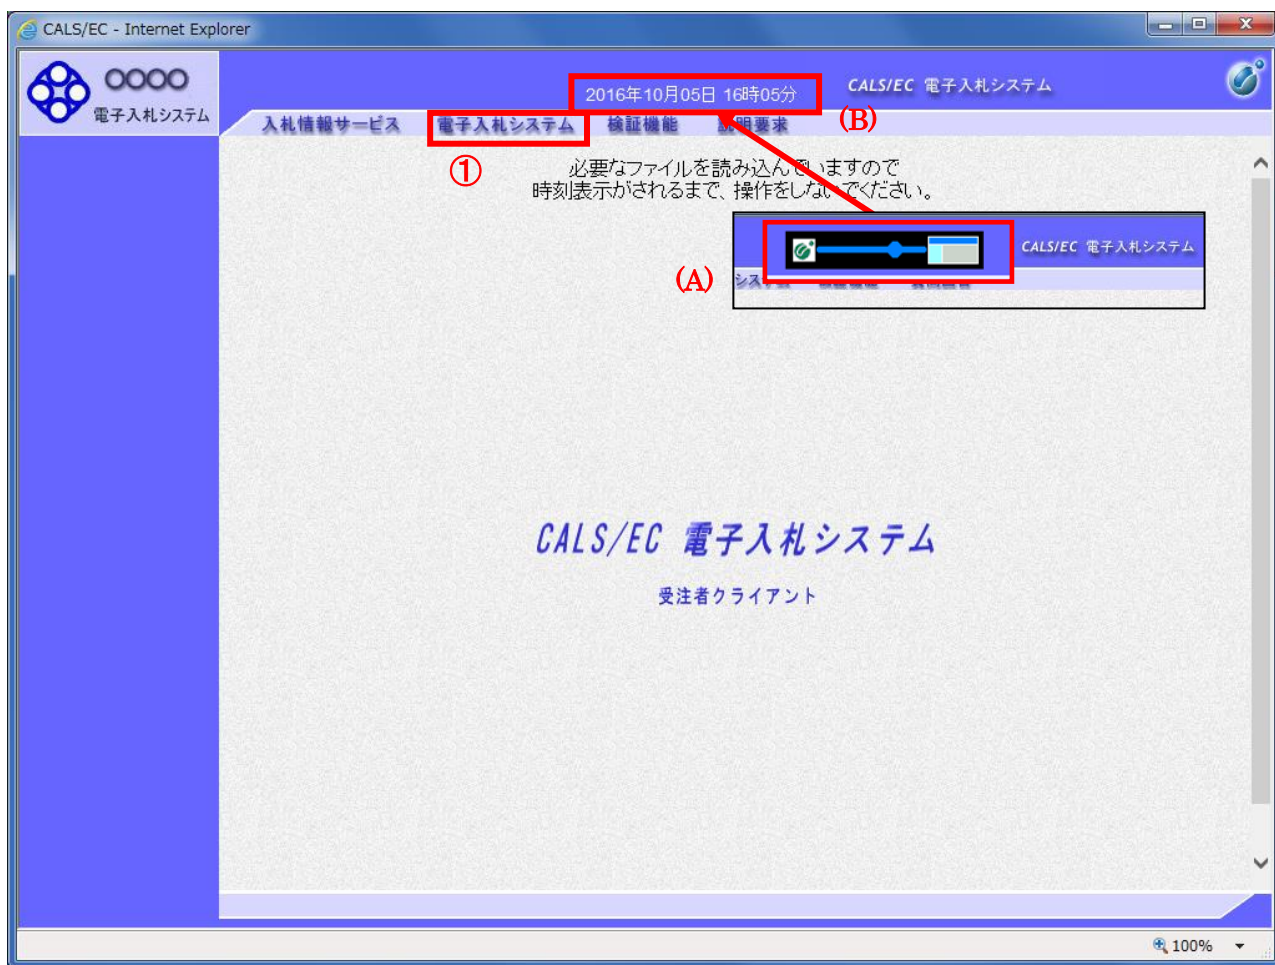 CALS/EC - Internet Explorer
○○○○
電子入札システム
2016年10月05日 16時05分
CALS/EC 電子入札システム
(B)
入札情報サービス 電子入札システム 検証機能 説明要求
①
必要なファイルを読み込んでいますので
時刻表示がされるまで、操作をしないでください。
CALS/EC 電子入札システム
(A)
CALS/EC 電子入札システム
受注者クライアント
100%